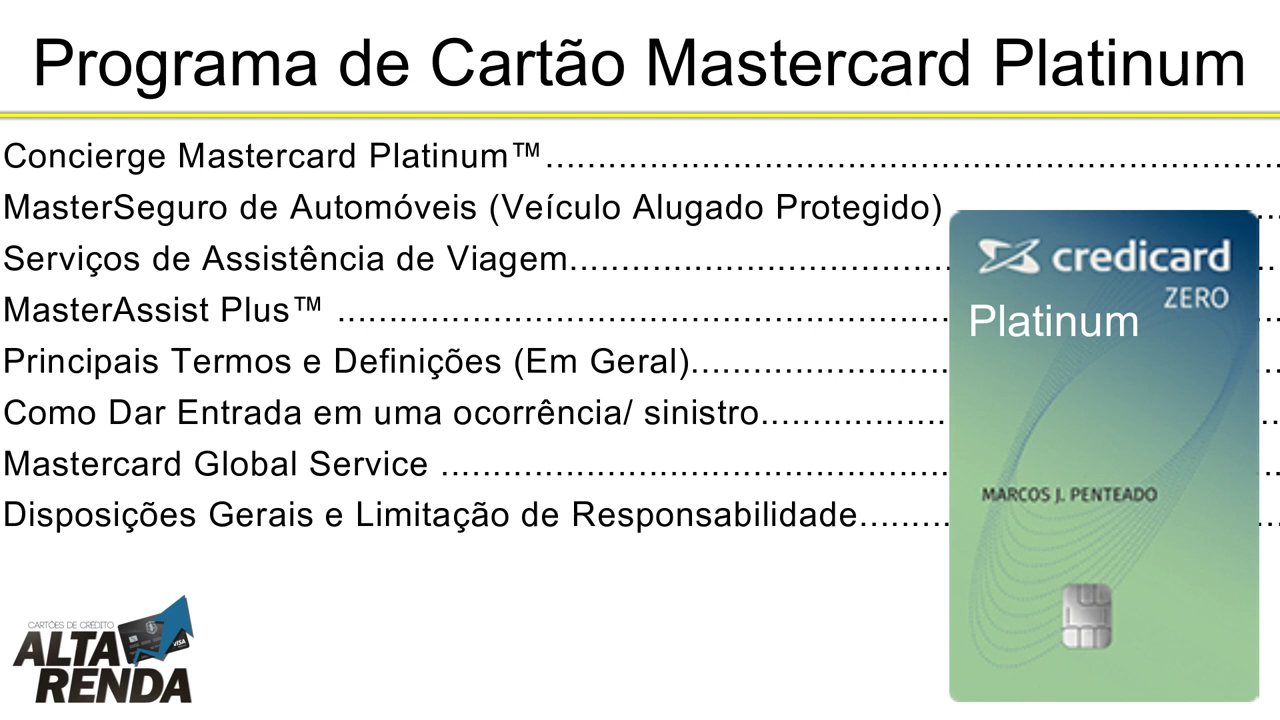 Programa de Cartão Mastercard Platinum
Concierge Mastercard Platinum™......................................................................
MasterSeguro de Automóveis (Veículo Alugado Protegido)
Serviços de Assistência de Viagem....................................
MasterAssist Plus™ ..........................................................
Principais Termos e Definições (Em Geral).........................
Como Dar Entrada em uma ocorrência/ sinistro..................
Mastercard Global Service .................................................
Disposições Gerais e Limitação de Responsabilidade.........
credicard
ZERO
Platinum
MARCOS J. PENTEADO
CARTÕES DE CRÉDITO
ALTA
RENDA
VISA